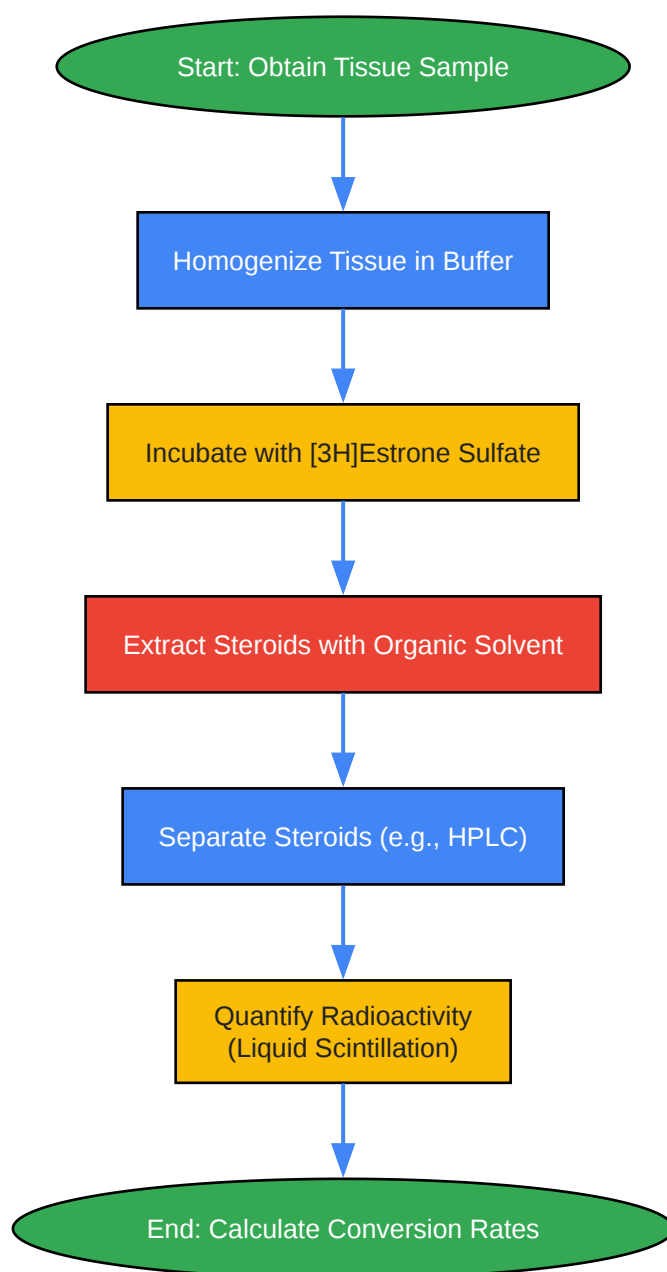 Start: Obtain Tissue Sample
Homogenize Tissue in Buffer
Incubate with [3H]Estrone Sulfate
Extract Steroids with Organic Solvent
Separate Steroids (e.g., HPLC)
Quantify Radioactivity
(Liquid Scintillation)
End: Calculate Conversion Rates